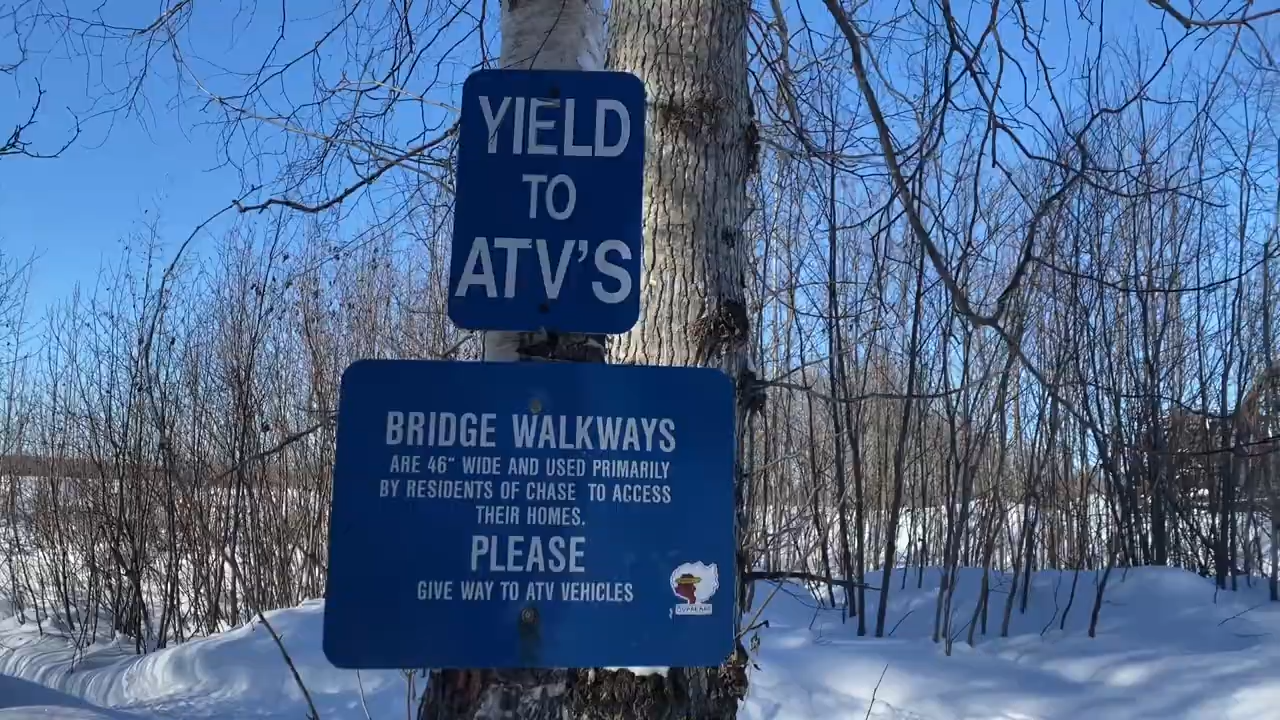 YIELD
TO
ATV'S
BRIDGE WALKWAYS
ARE 46" WIDE AND USED PRIMARILY
BY RESIDENTS OF CHASE TO ACCESS
THEIR HOMES.
PLEASE
GIVE WAY TO ATV VEHICLES